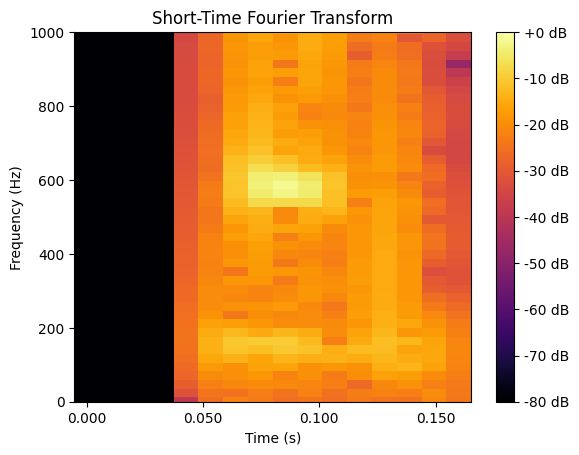 Short-Time Fourier Transform
1000
800
600
400
200
0
Frequency (Hz)
0.000
0.050
0.100
0.150
Time (s)
+0 dB
-10 dB
-20 dB
-30 dB
-40 dB
-50 dB
-60 dB
-70 dB
-80 dB